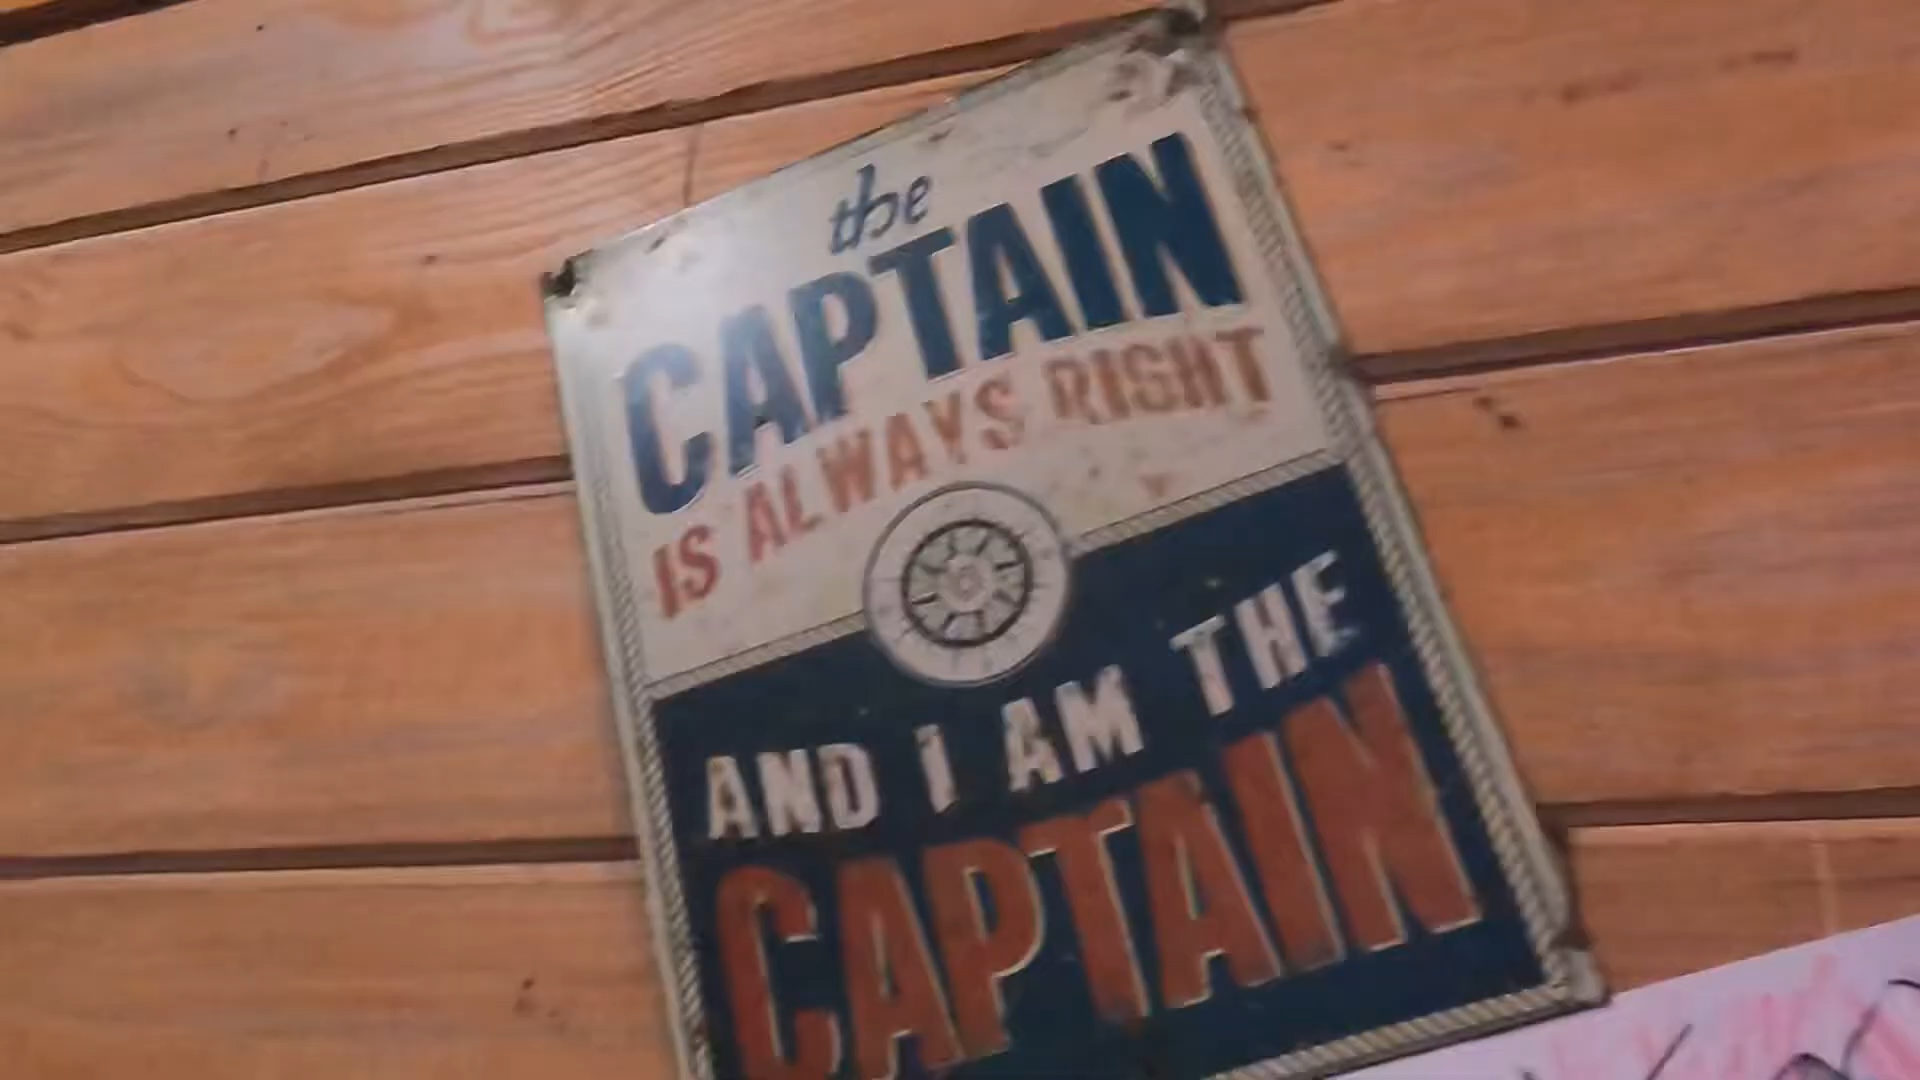 the
CAPTAIN
IS ALWAYS RIGHT
AND I AM THE
CAPTAIN